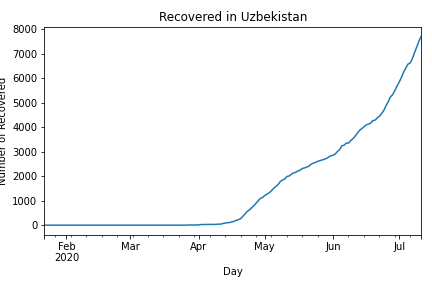 Recovered in Uzbekistan
8000
7000
6000
5000
4000
3000
2000
1000
0
Number of Recovered
Feb
2020
Mar
Apr
May
Jun
Jul
Day